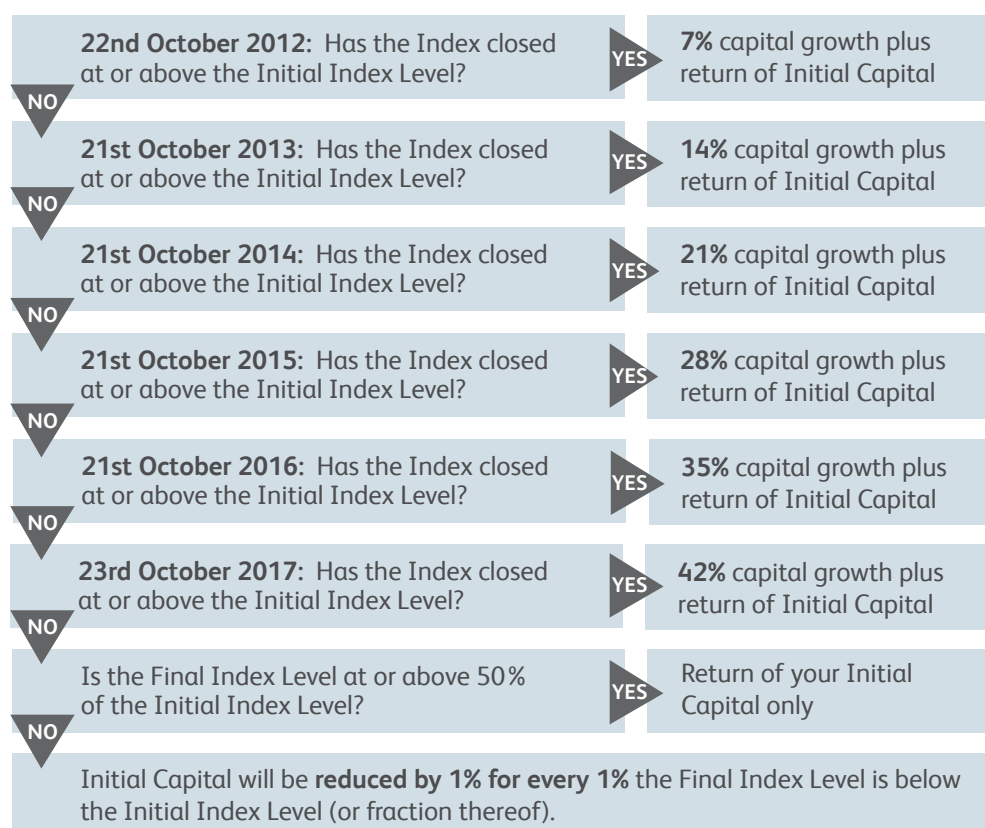 22nd October 2012: Has the Index closed
at or above the Initial Index Level?
YES
7% capital growth plus
return of Initial Capital
NO
21st October 2013: Has the Index closed
at or above the Initial Index Level?
YES
14% capital growth plus
return of Initial Capital
NO
21st October 2014: Has the Index closed
at or above the Initial Index Level?
YES
21% capital growth plus
return of Initial Capital
NO
21st October 2015: Has the Index closed
at or above the Initial Index Level?
YES
28% capital growth plus
return of Initial Capital
NO
21st October 2016: Has the Index closed
at or above the Initial Index Level?
YES
35% capital growth plus
return of Initial Capital
NO
23rd October 2017: Has the Index closed
at or above the Initial Index Level?
YES
42% capital growth plus
return of Initial Capital
NO
Is the Final Index Level at or above 50%
of the Initial Index Level?
YES
Return of your Initial
Capital only
NO
Initial Capital will be reduced by 1% for every 1% the Final Index Level is below
the Initial Index Level (or fraction thereof).